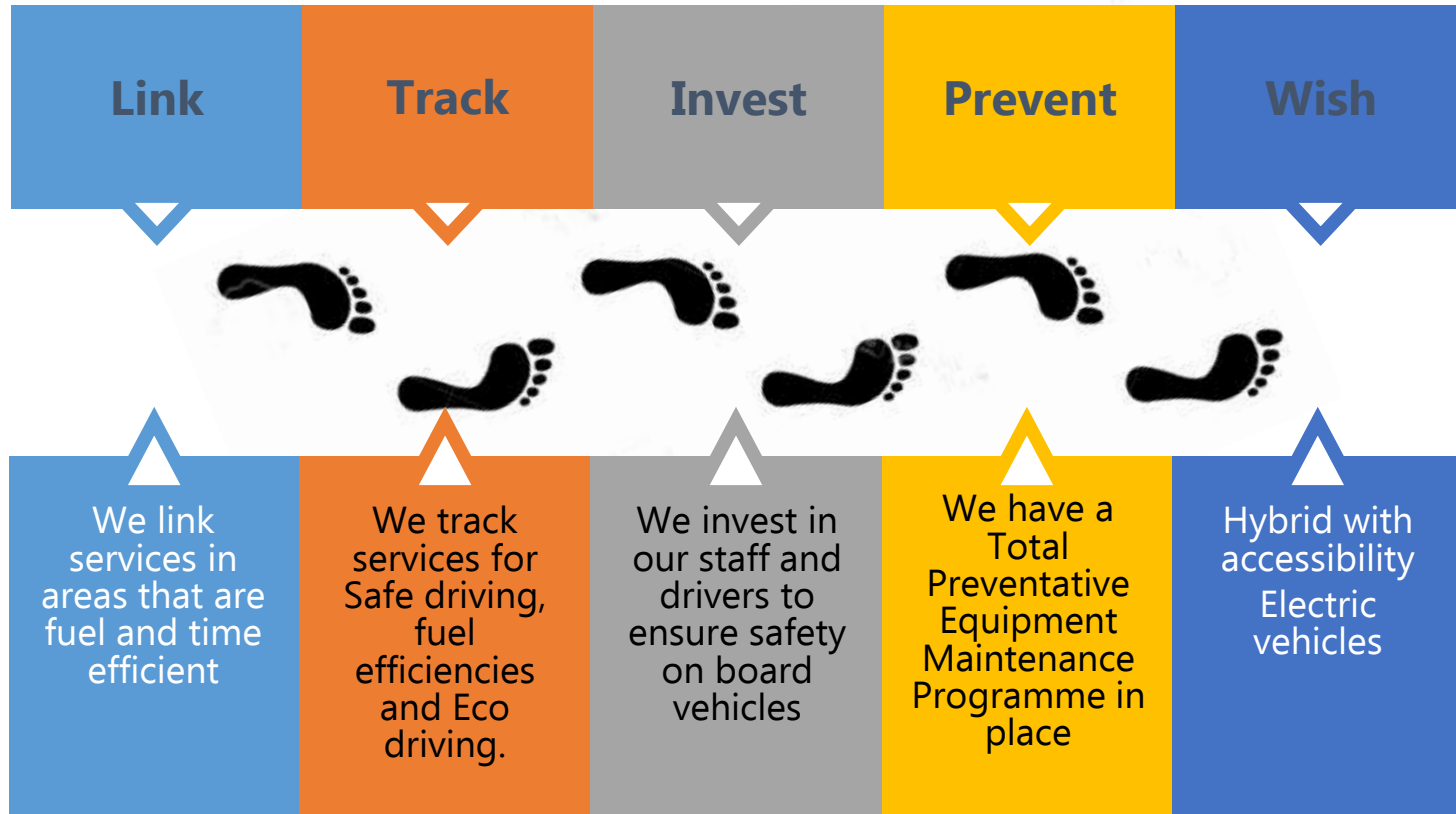 Link
Track
Invest
Prevent
Wish
We link
services in
areas that are
fuel and time
efficient
We track
services for
Safe driving,
fuel
efficiencies
and Eco
driving.
We invest in
our staff and
drivers to
ensure safety
on board
vehicles
We have a
Total
Preventative
Equipment
Maintenance
Programme in
place
Hybrid with
accessibility
Electric
vehicles